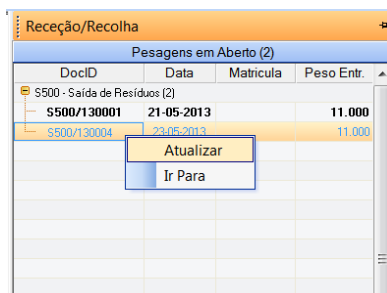 Receção/Recolha
Pesagens em Aberto (2)
DocID Data Matricula Peso Entr.
S500 - Saída de Resíduos (2)
S500/130001 21-05-2013 11.000
S500/130004 23-05-2013 11.000
Atualizar
Ir Para